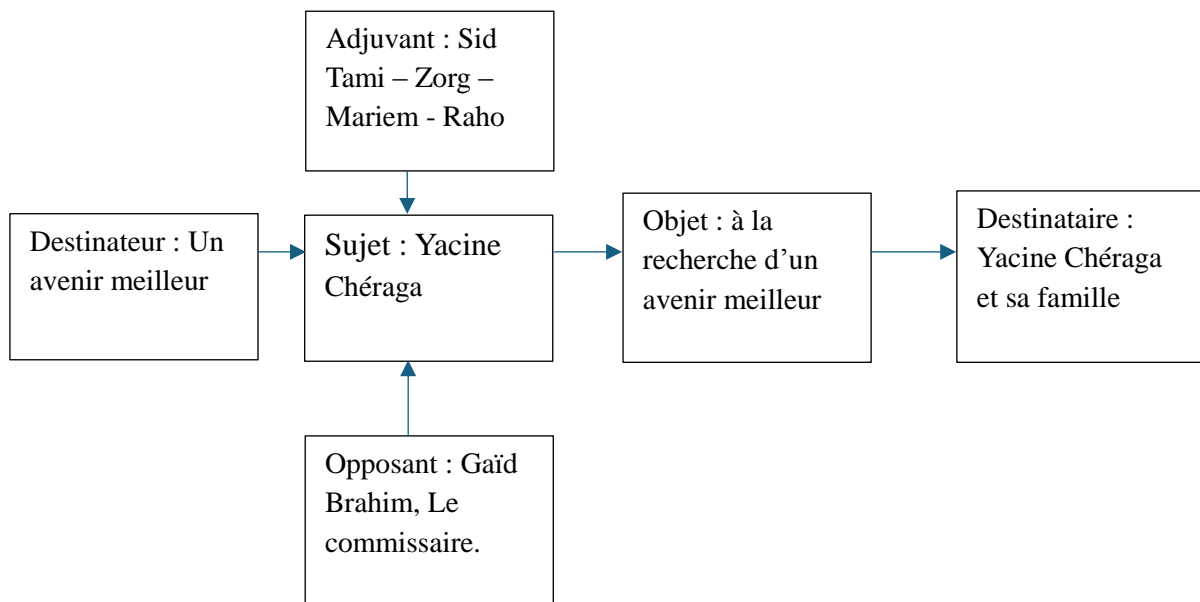 Adjuvant : Sid
Tami – Zorg –
Mariem - Raho
Destinateur : Un
avenir meilleur
Sujet : Yacine
Chéraga
Objet : à la
recherche d’un
avenir meilleur
Destinataire :
Yacine Chéraga
et sa famille
Opposant : Gaïd
Brahim, Le
commissaire.